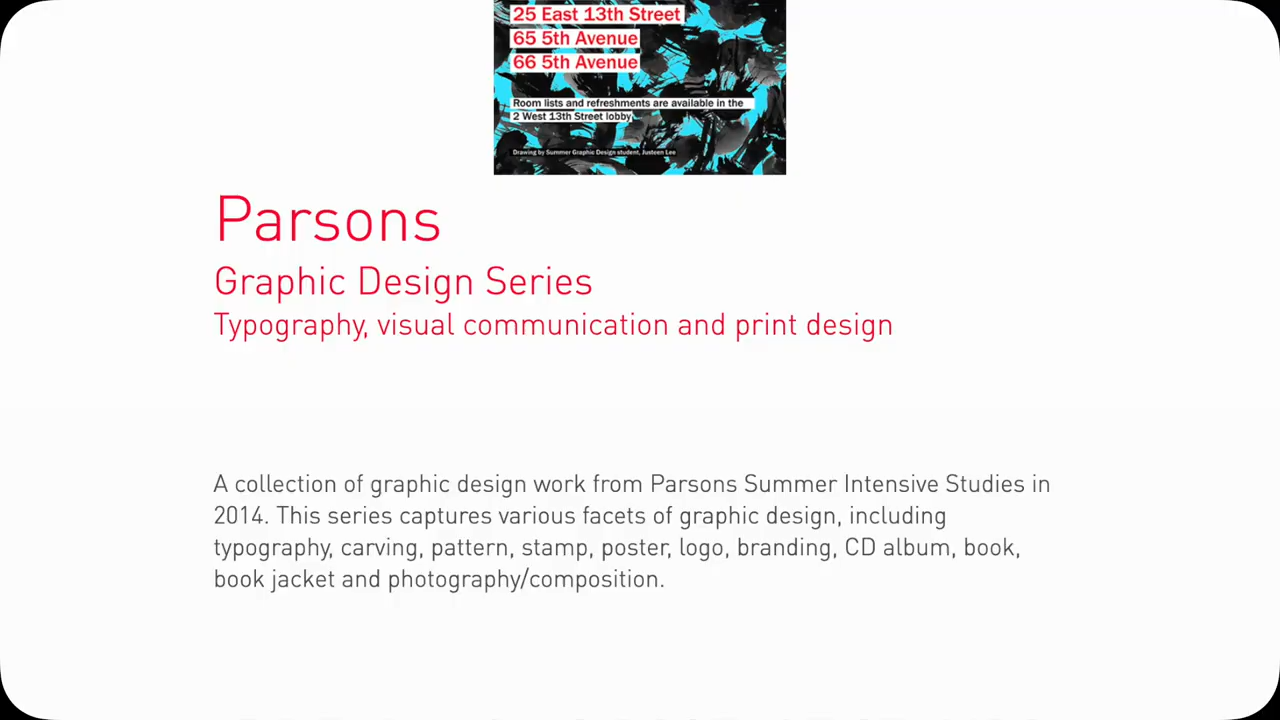 25 East 13th Street
65 5th Avenue
66 5th Avenue
Room lists and refreshments are available in the
2 West 13th Street lobby
Drawing by Summer Graphic Design student, Justeen Lee
Parsons
Graphic Design Series
Typography, visual communication and print design
A collection of graphic design work from Parsons Summer Intensive Studies in
2014. This series captures various facets of graphic design, including
typography, carving, pattern, stamp, poster, logo, branding, CD album, book,
book jacket and photography/composition.